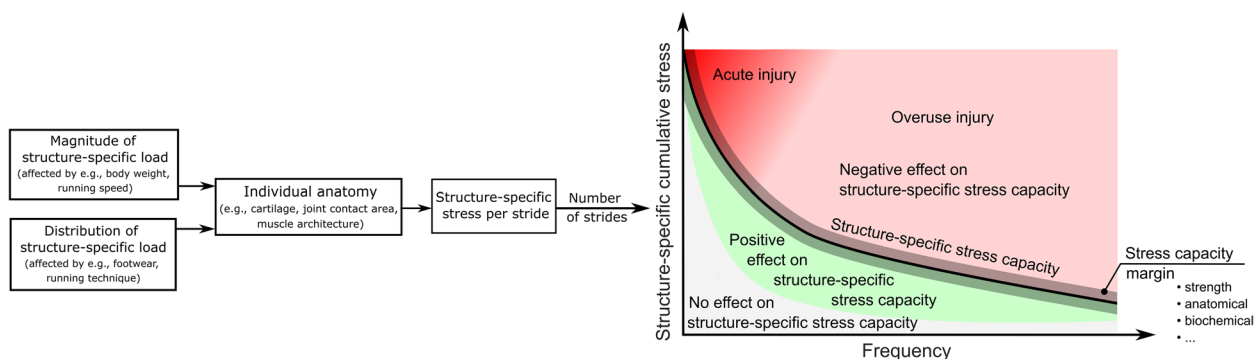 Magnitude of
structure-specific load
(affected by e.g., body weight,
running speed)
Distribution of
structure-specific load
(affected by e.g., footwear,
running technique)
Individual anatomy
(e.g., cartilage, joint contact area,
muscle architecture)
Structure-specific
stress per stride
Number
of strides
Structure-specific cumulative stress
Acute injury
Overuse injury
Negative effect on
structure-specific stress capacity
Structure-specific stress capacity
Positive
effect on
structure-specific
stress capacity
No effect on
structure-specific stress capacity
Frequency
Stress capacity
margin
• strength
• anatomical
• biochemical
• ...